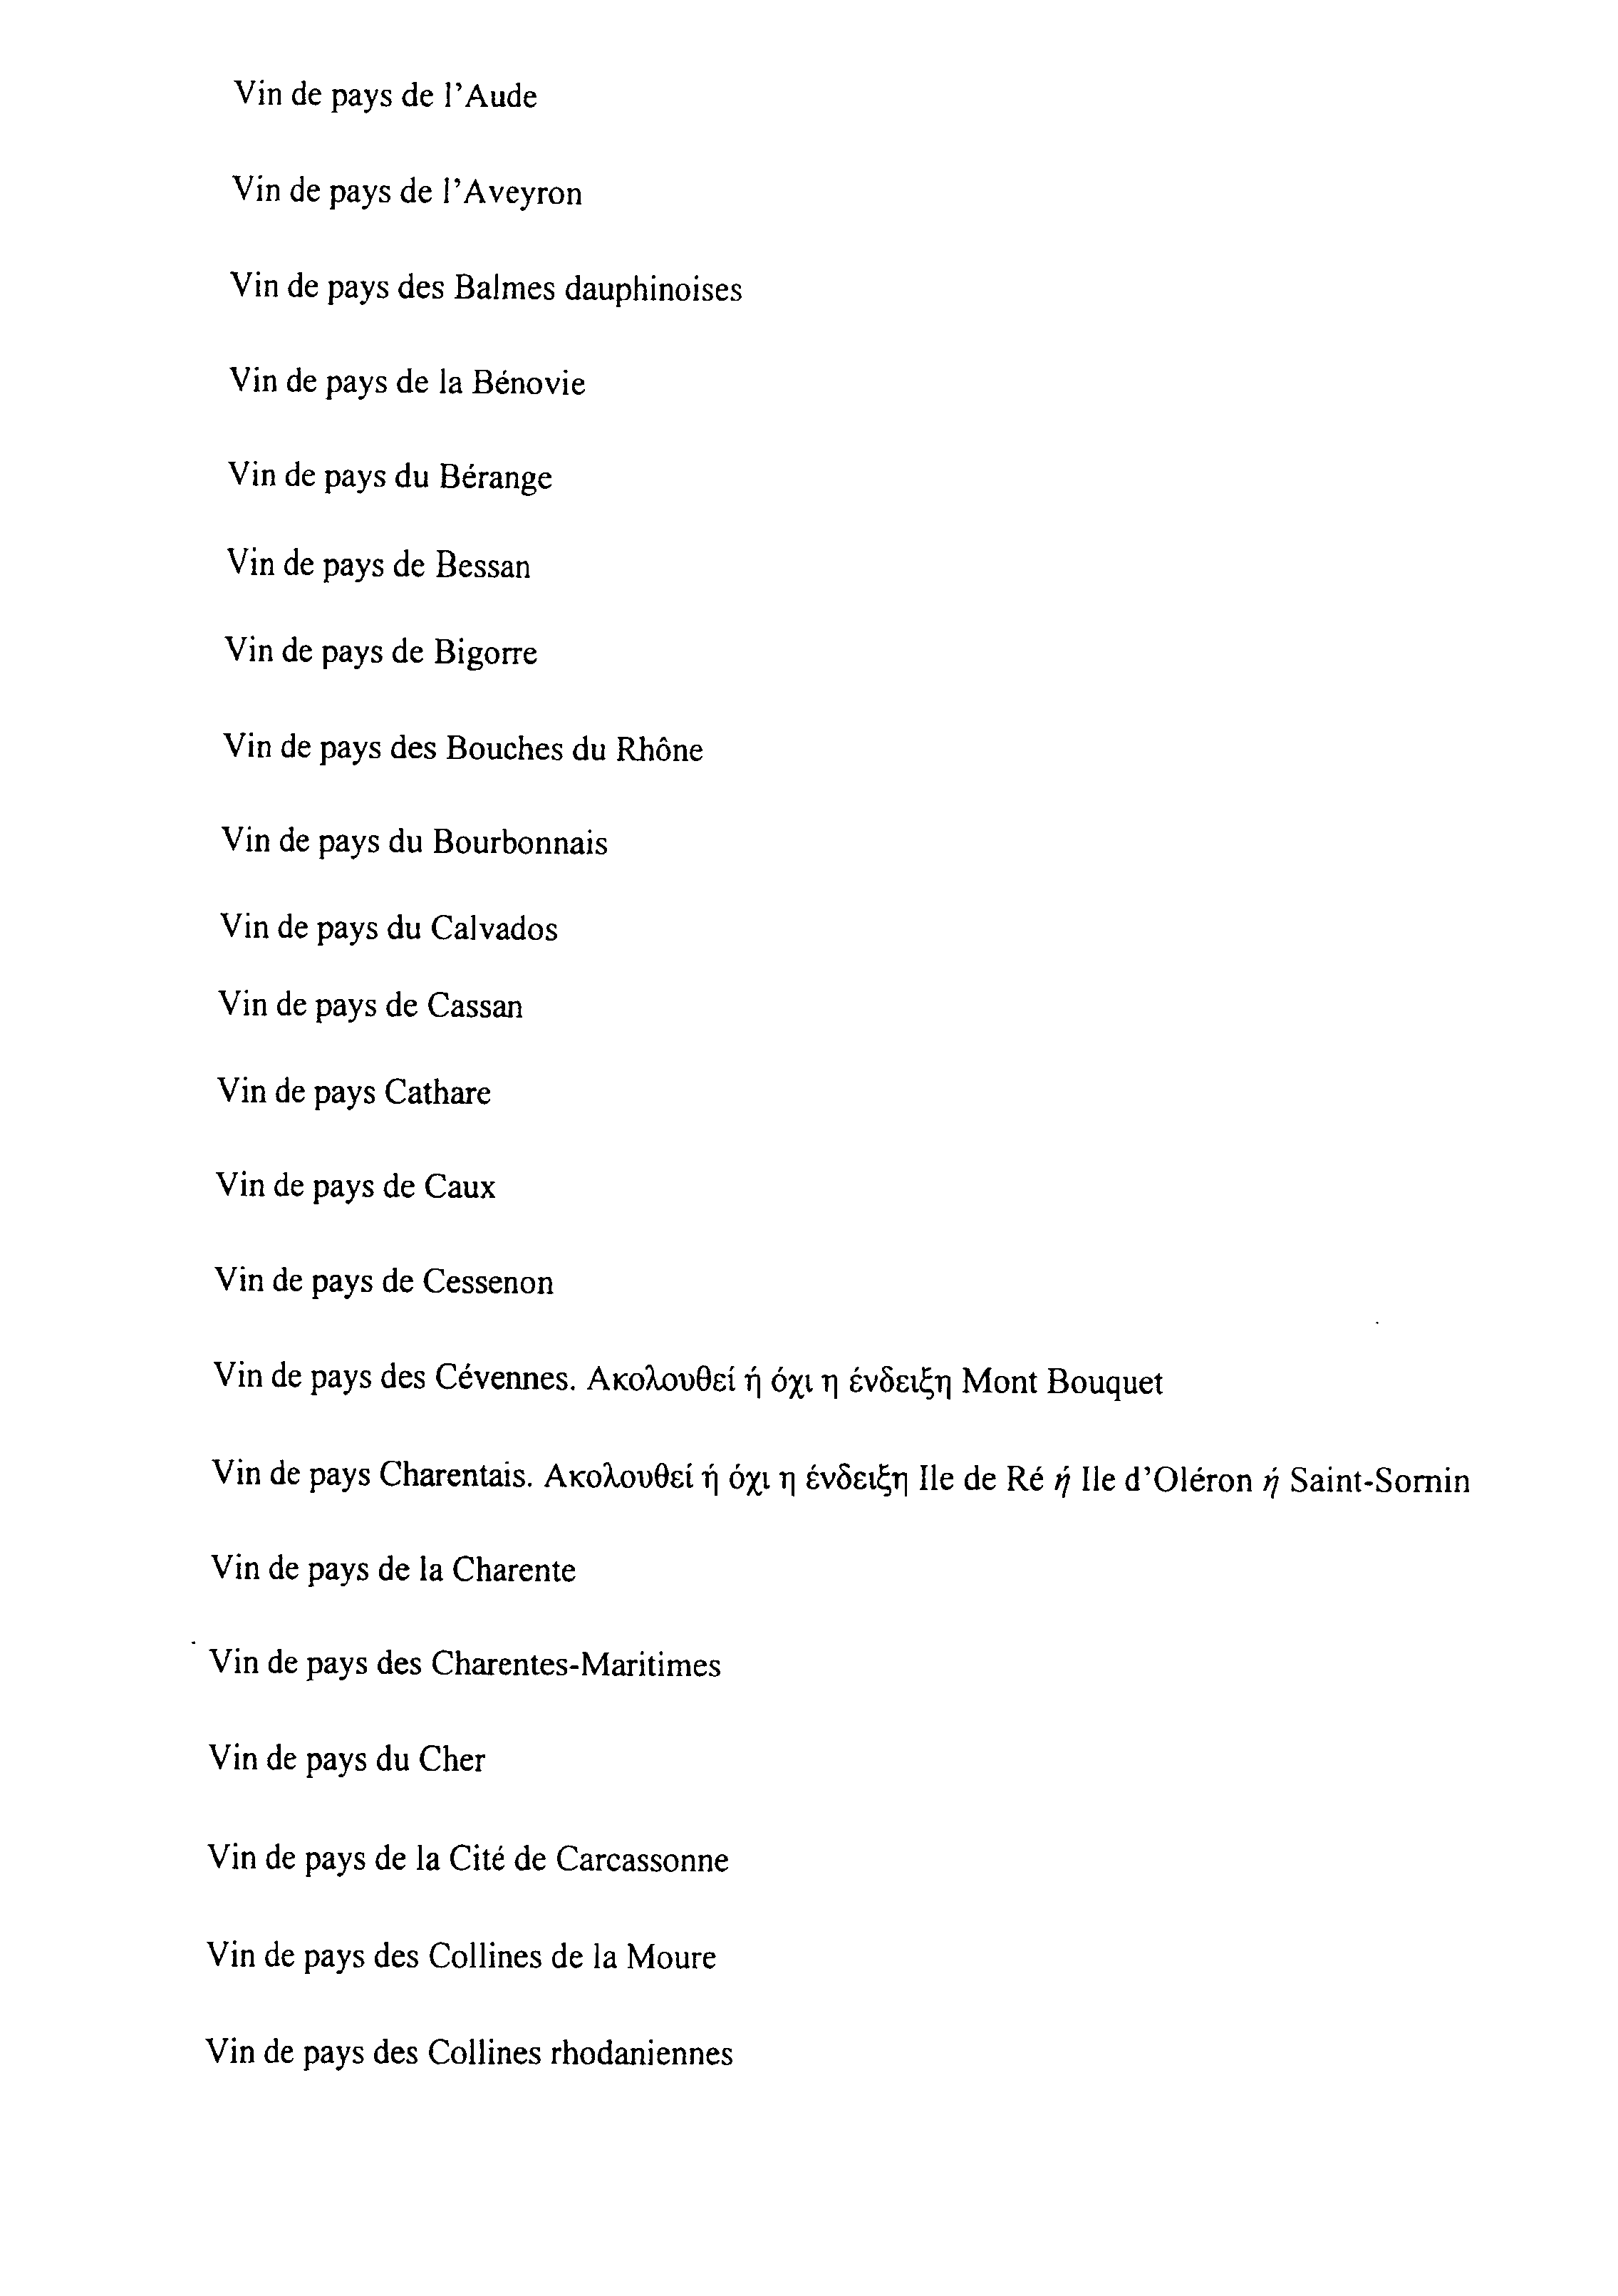 Vin de pays de l'Aude
Vin de pays de l'Aveyron
Vin de pays des Balmes dauphinoises
Vin de pays de la Bénovie
Vin de pays du Bérange
Vin de pays de Bessan
Vin de pays de Bigorre
Vin de pays des Bouches du Rhône
Vin de pays du Bourbonnais
Vin de pays du Calvados
Vin de pays de Cassan
Vin de pays Cathare
Vin de pays de Caux
Vin de pays de Cessenon
Vin de pays des Cévennes. Ακολουθεί ή όχι η ένδειξη Mont Bouquet
Vin de pays Charentais. Ακολουθεί ή όχι η ένδειξη Ile de Ré ή Ile d'Oléron ή Saint-Sornin
Vin de pays de la Charente
Vin de pays des Charentes-Maritimes
Vin de pays du Cher
Vin de pays de la Cité de Carcassonne
Vin de pays des Collines de la Moure
Vin de pays des Collines rhodaniennes